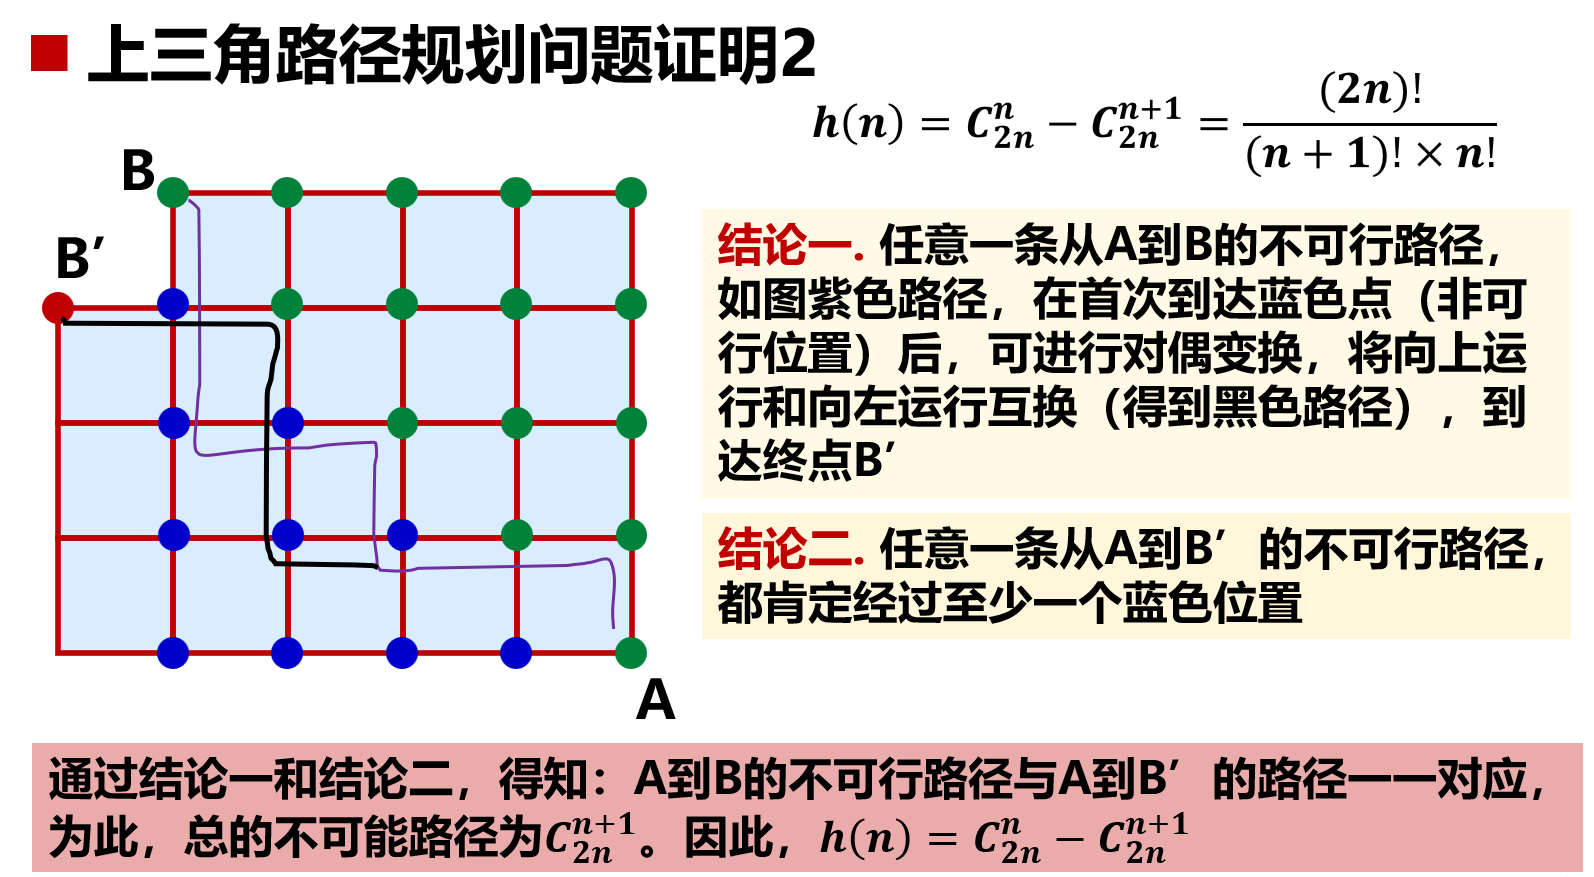 上三角路径规划问题证明2
h(n) = C_{2n}^{n} − C_{2n}^{n+1} = \frac{(2n)!}{(n + 1)! × n!}
B
B′
结论一. 任意一条从A到B的不可行路径，
如图紫色路径，在首次到达蓝色点（非可
行位置）后，可进行对偶变换，将向上运
行和向左运行互换（得到黑色路径），到
达终点B′
结论二. 任意一条从A到B′ 的不可行路径，
都肯定经过至少一个蓝色位置
A
通过结论一和结论二，得知：A到B的不可行路径与A到B′ 的路径一一对应，
为此，总的不可能路径为C_{2n}^{n+1}。因此，h(n) = C_{2n}^{n} − C_{2n}^{n+1}